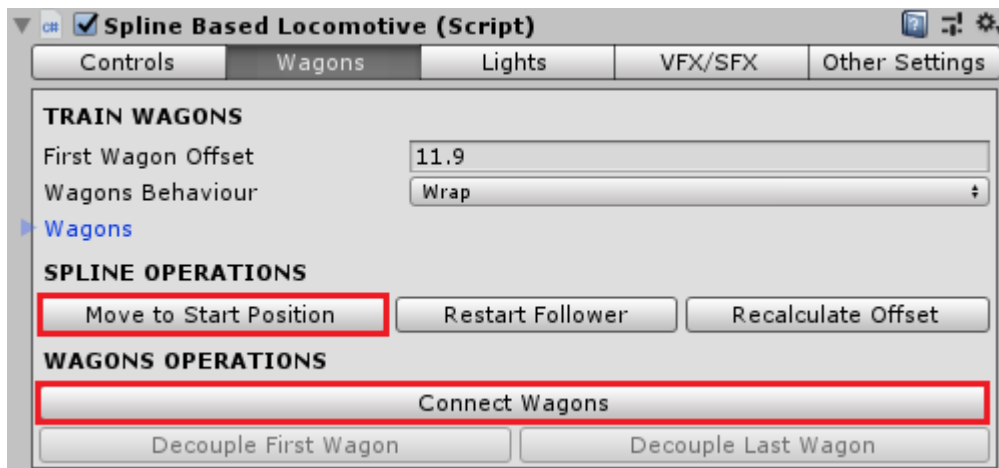 c# Spline Based Locomotive (Script)
Controls Wagons Lights VFX/SFX Other Settings
TRAIN WAGONS
First Wagon Offset 11.9
Wagons Behaviour Wrap
Wagons
SPLINE OPERATIONS
Move to Start Position Restart Follower Recalculate Offset
WAGONS OPERATIONS
Connect Wagons
Decouple First Wagon Decouple Last Wagon